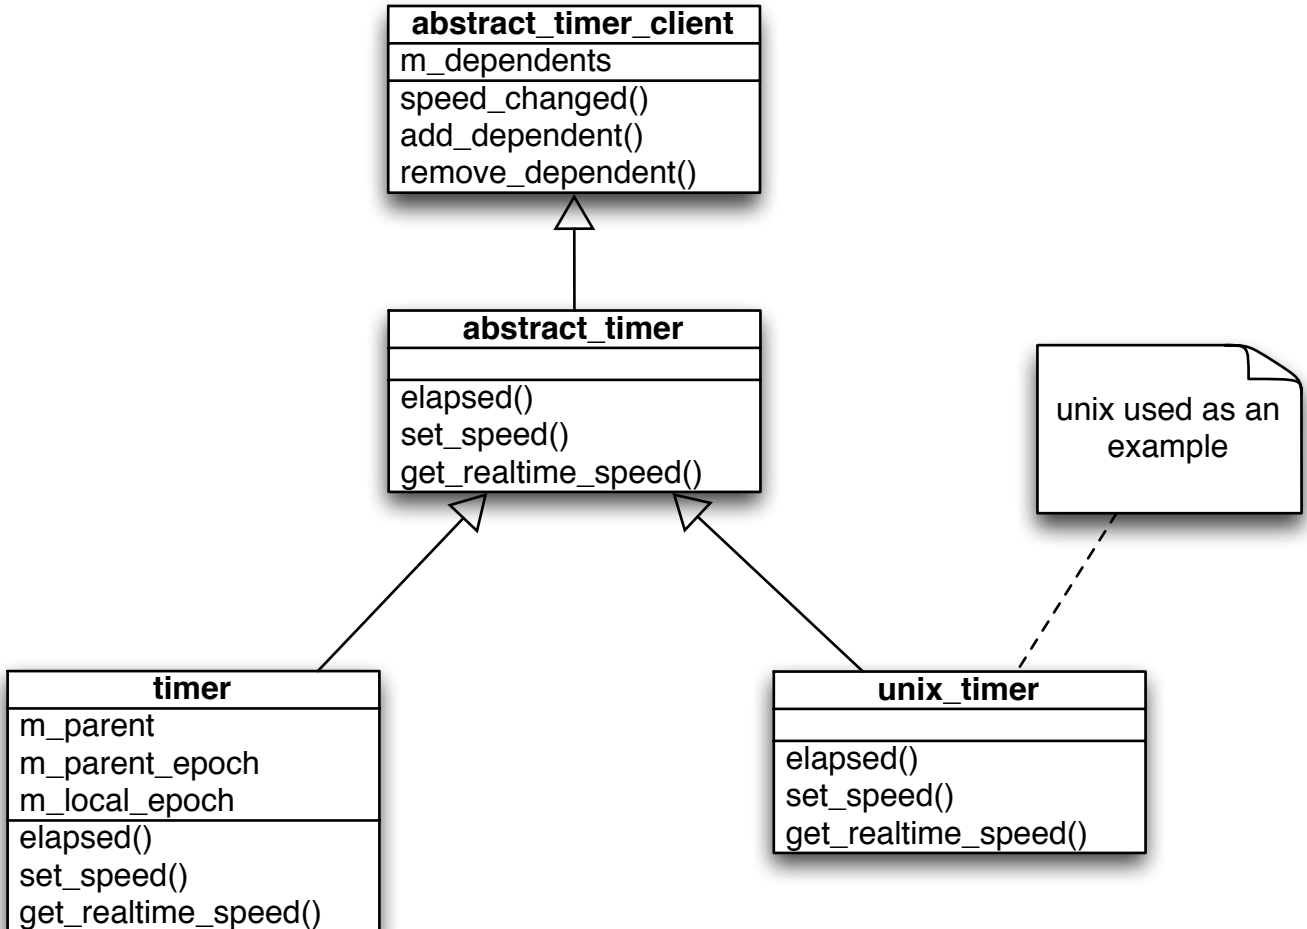 abstract_timer_client
m_dependents
speed_changed()
add_dependent()
remove_dependent()
abstract_timer
elapsed()
set_speed()
get_realtime_speed()
unix used as an
example
timer
m_parent
m_parent_epoch
m_local_epoch
elapsed()
set_speed()
get_realtime_speed()
unix_timer
elapsed()
set_speed()
get_realtime_speed()